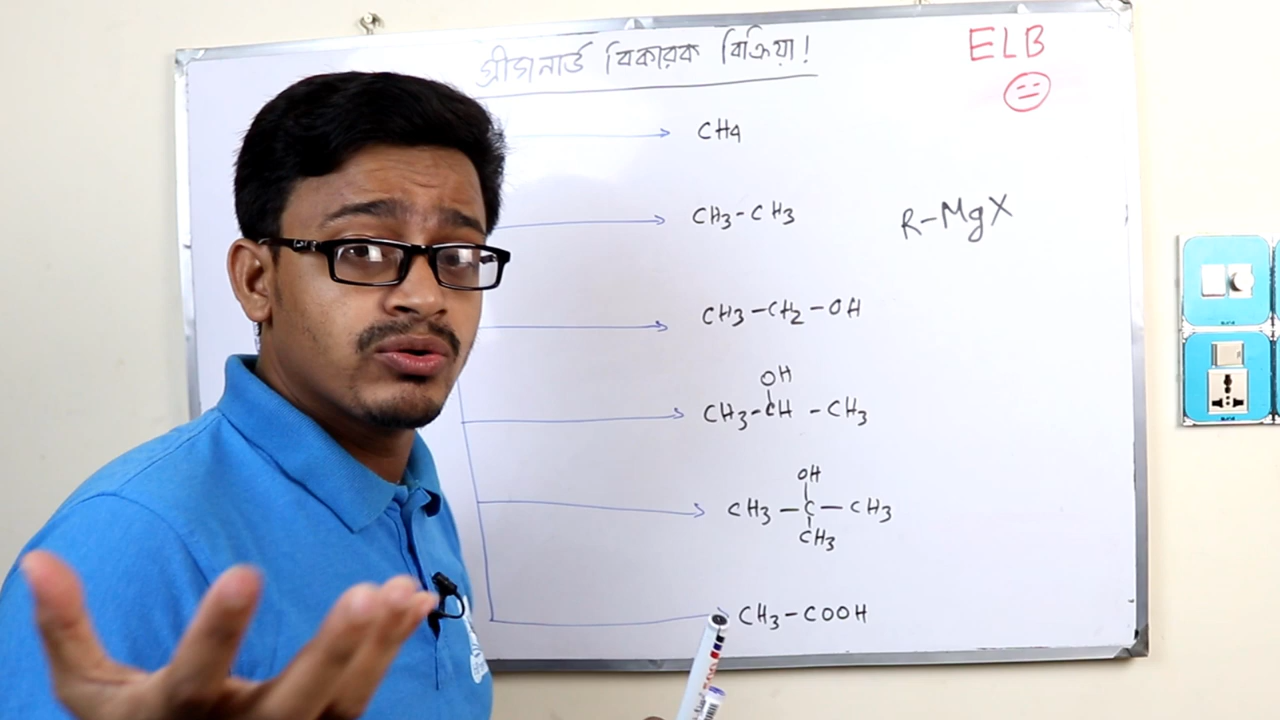 গ্রীগনার্ড বিকারক বিক্রিয়া!
ELB
CH4
CH3-CH3
R-MgX
CH3-CH2-OH
OH
CH3-CH-CH3
OH
CH3-C-CH3
CH3
CH3-COOH